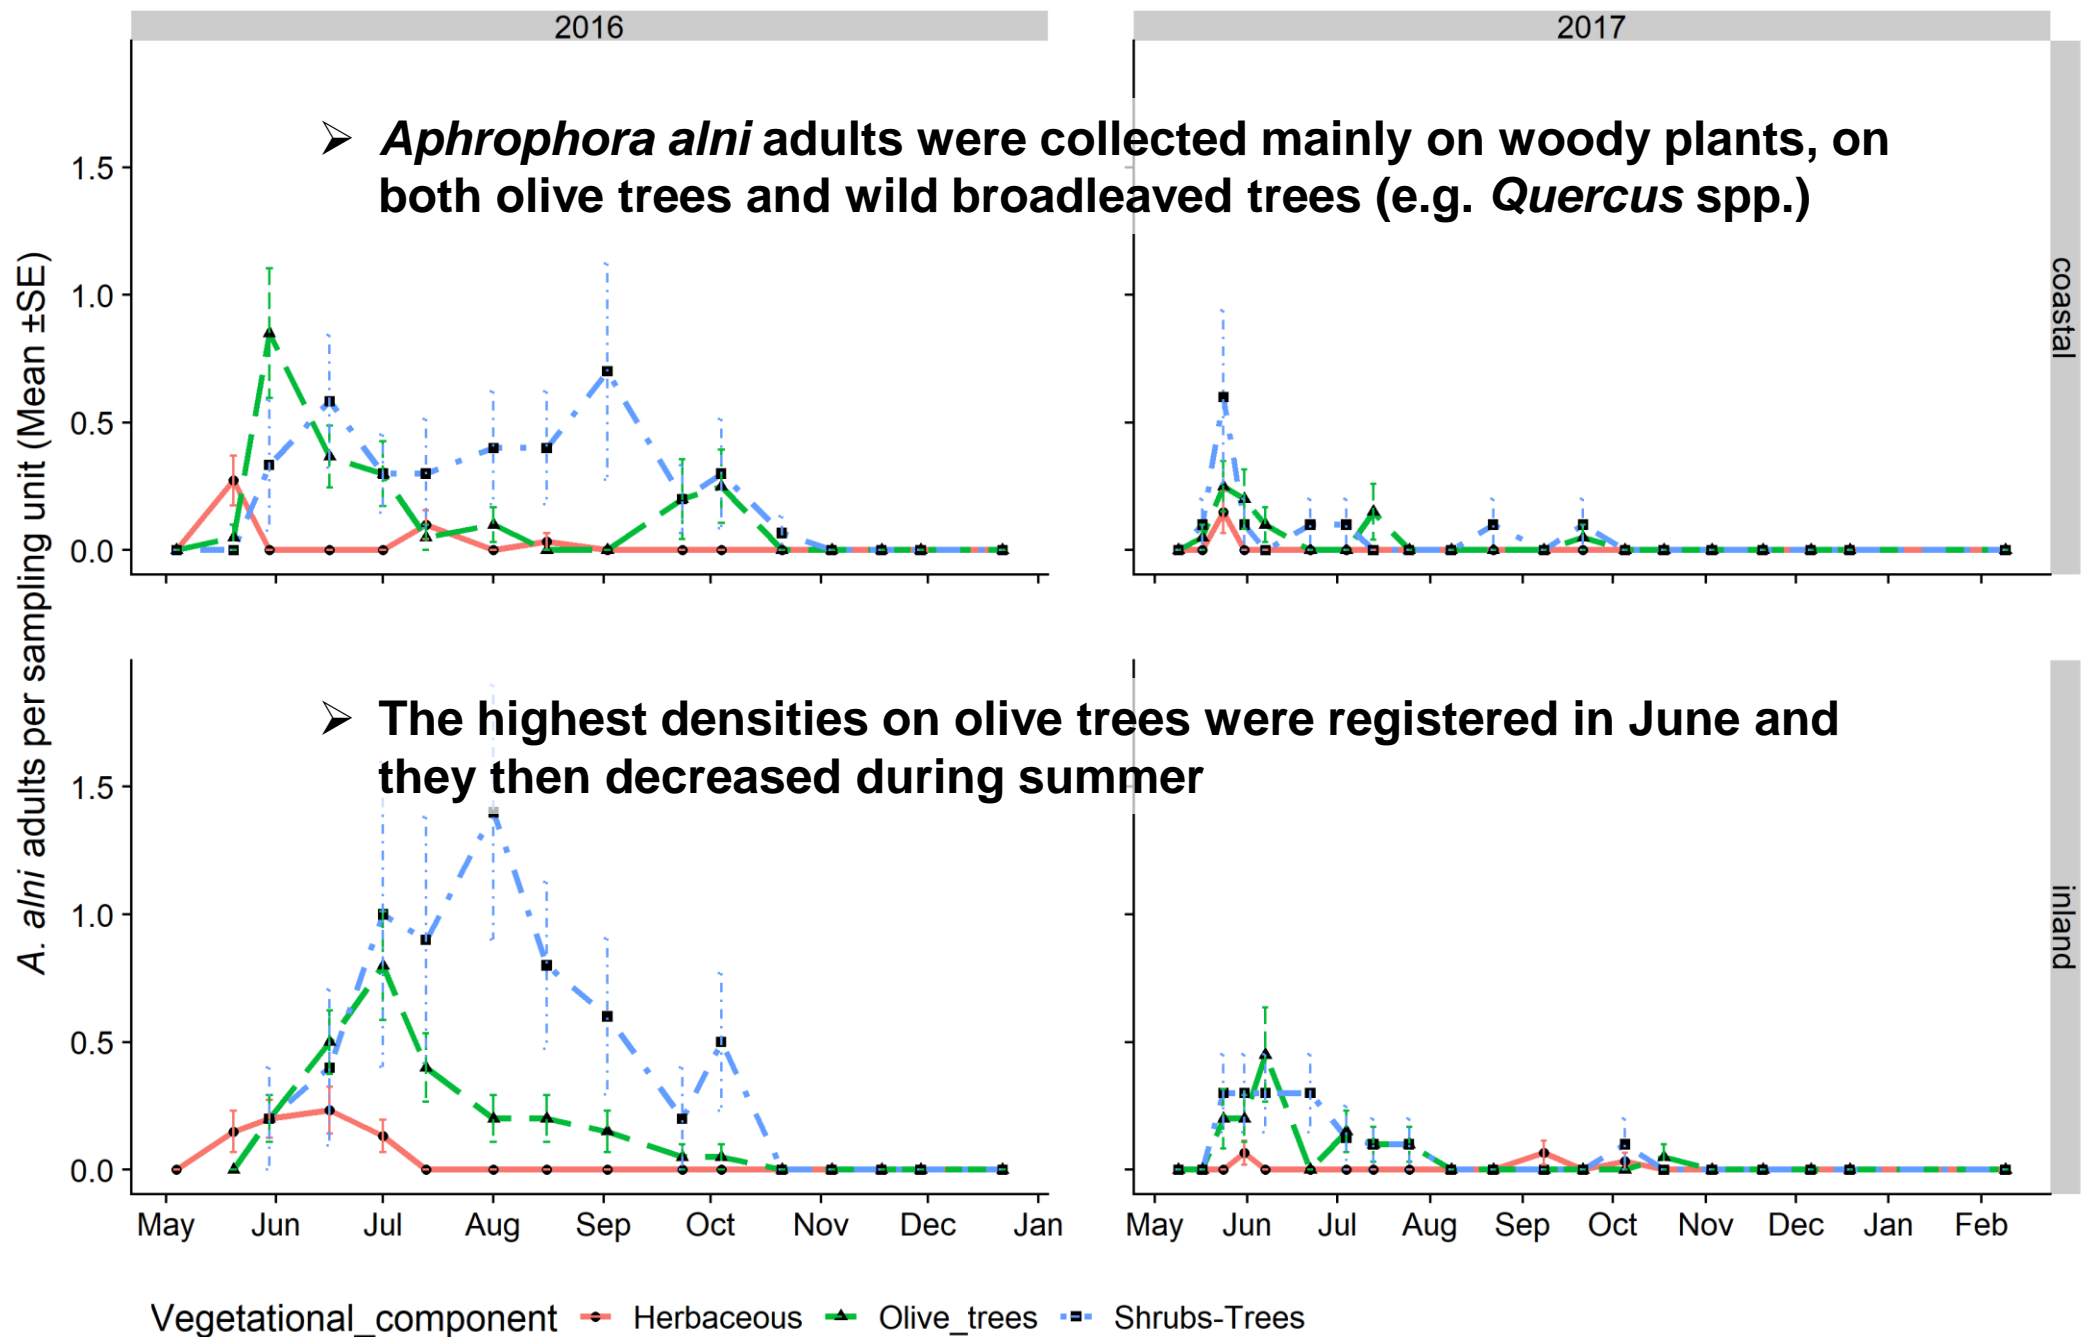 2016
2017
➢ Aphrophora alni adults were collected mainly on woody plants, on
both olive trees and wild broadleaved trees (e.g. Quercus spp.)
1.5
1.0
0.5
0.0
coastal
A. alni adults per sampling unit (Mean ±SE)
➢ The highest densities on olive trees were registered in June and
they then decreased during summer
1.5
1.0
0.5
0.0
inland
May Jun Jul Aug Sep Oct Nov Dec Jan
May Jun Jul Aug Sep Oct Nov Dec Jan Feb
Vegetational_component Herbaceous Olive_trees Shrubs-Trees